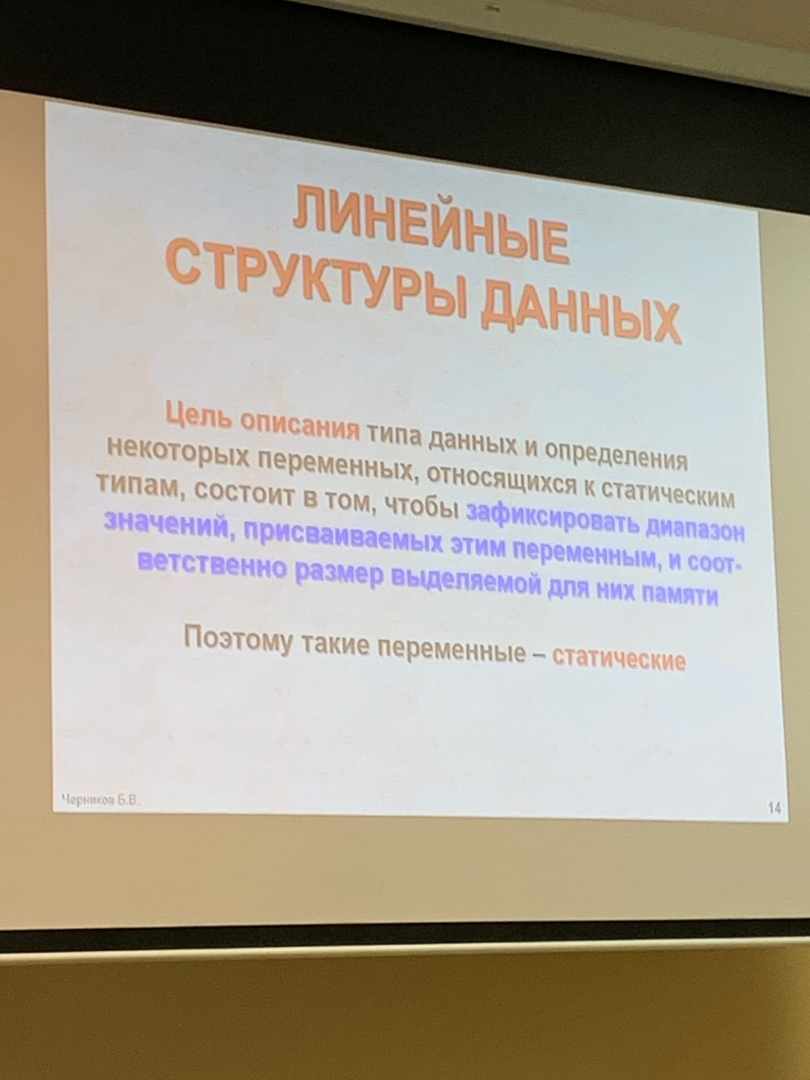 ЛИНЕЙНЫЕ
СТРУКТУРЫ ДАННЫХ
Цель описания типа данных и определения
некоторых переменных, относящихся к статическим
типам, состоит в том, чтобы зафиксировать диапазон
значений, присваиваемых этим переменным, и соот-
ветственно размер выделяемой для них памяти
Поэтому такие переменные – статические
Черников Б.В.
14